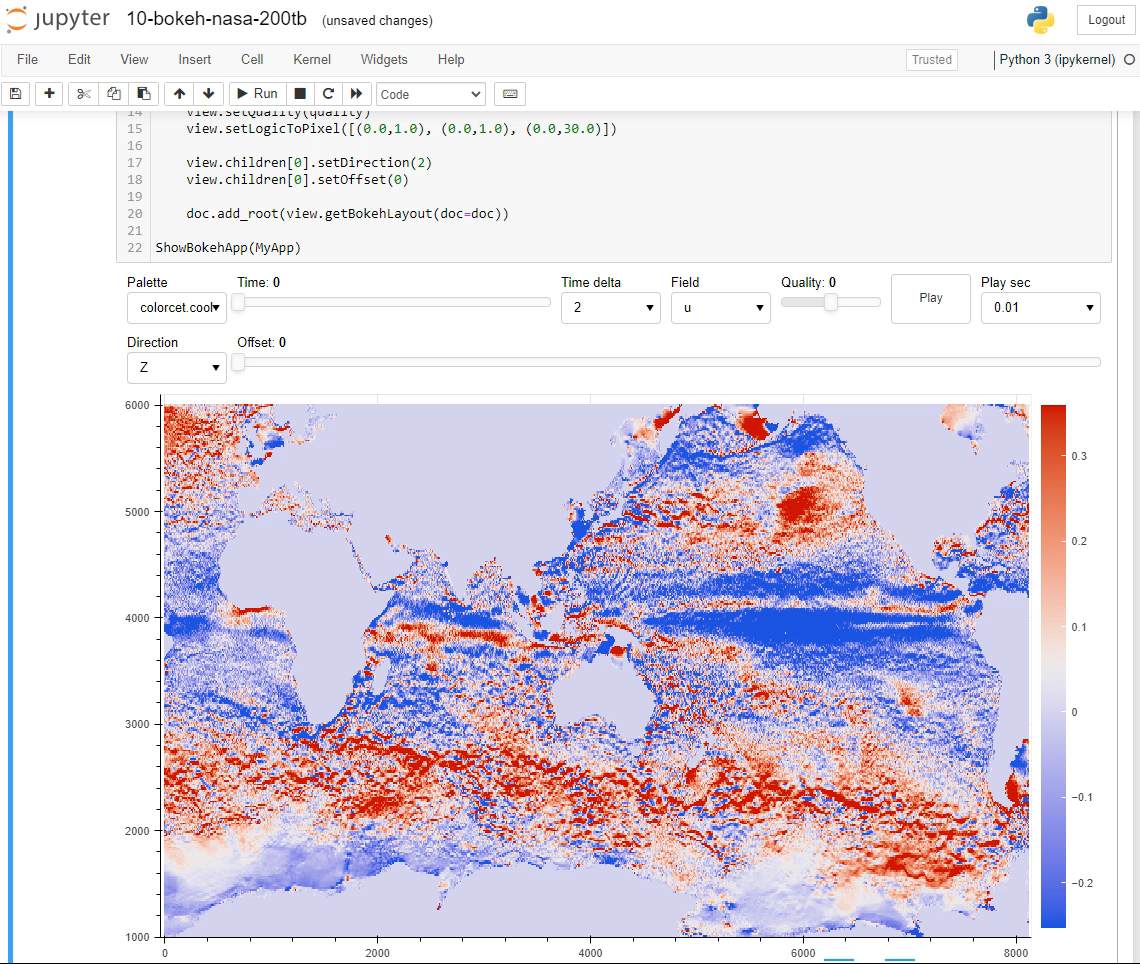 jupyter 10-bokeh-nasa-200tb (unsaved changes) Logout
File Edit View Insert Cell Kernel Widgets Help Trusted Python 3 (ipykernel)
Run Code
14 view.setQuality(quality)
15 view.setLogicToPixel([(0.0,1.0), (0.0,1.0), (0.0,30.0)])
16
17 view.children[0].setDirection(2)
18 view.children[0].setOffset(0)
19
20 doc.add_root(view.getBokehLayout(doc=doc))
21
22 ShowBokehApp(MyApp)
Palette Time: 0 Time delta Field Quality: 0 Play Play sec
colorcet.cool 2 u 0.01
Direction Offset: 0
Z
6000
5000
4000
3000
2000
1000
0 2000 4000 6000 8000
0.3
0.2
0.1
0
−0.1
−0.2